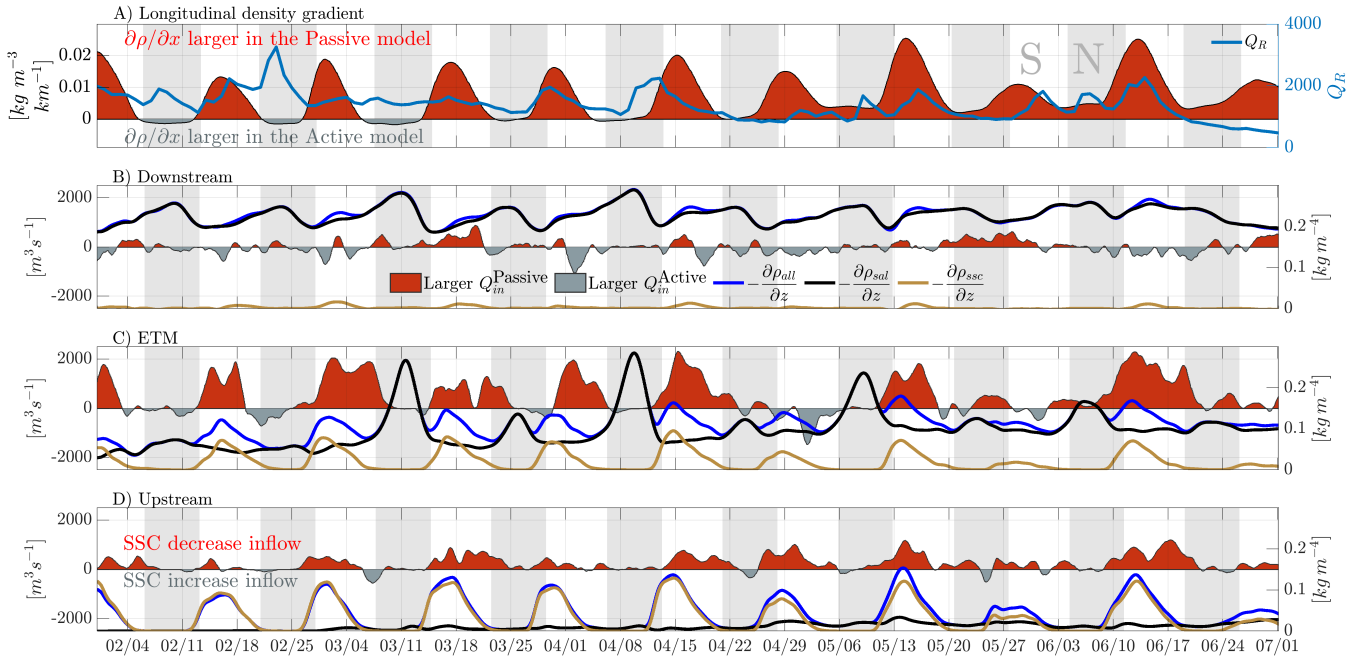 A) Longitudinal density gradient
∂ρ/∂x larger in the Passive model
∂ρ/∂x larger in the Active model
[kg m⁻³
km⁻¹]
0.02
0.01
0
S N
Q_R
4000
2000
0
Q_R
B) Downstream
[m³s⁻¹]
2000
0
-2000
0.2
0.1
0
[kg m⁻⁴]
Larger Q_in^Passive Larger Q_in^Active −∂ρ_all/∂z −∂ρ_sal/∂z −∂ρ_ssc/∂z
C) ETM
[m³s⁻¹]
2000
0
-2000
0.2
0.1
0
[kg m⁻⁴]
D) Upstream
SSC decrease inflow
SSC increase inflow
[m³s⁻¹]
2000
0
-2000
0.2
0.1
0
[kg m⁻⁴]
02/04 02/11 02/18 02/25 03/04 03/11 03/18 03/25 04/01 04/08 04/15 04/22 04/29 05/06 05/13 05/20 05/27 06/03 06/10 06/17 06/24 07/01